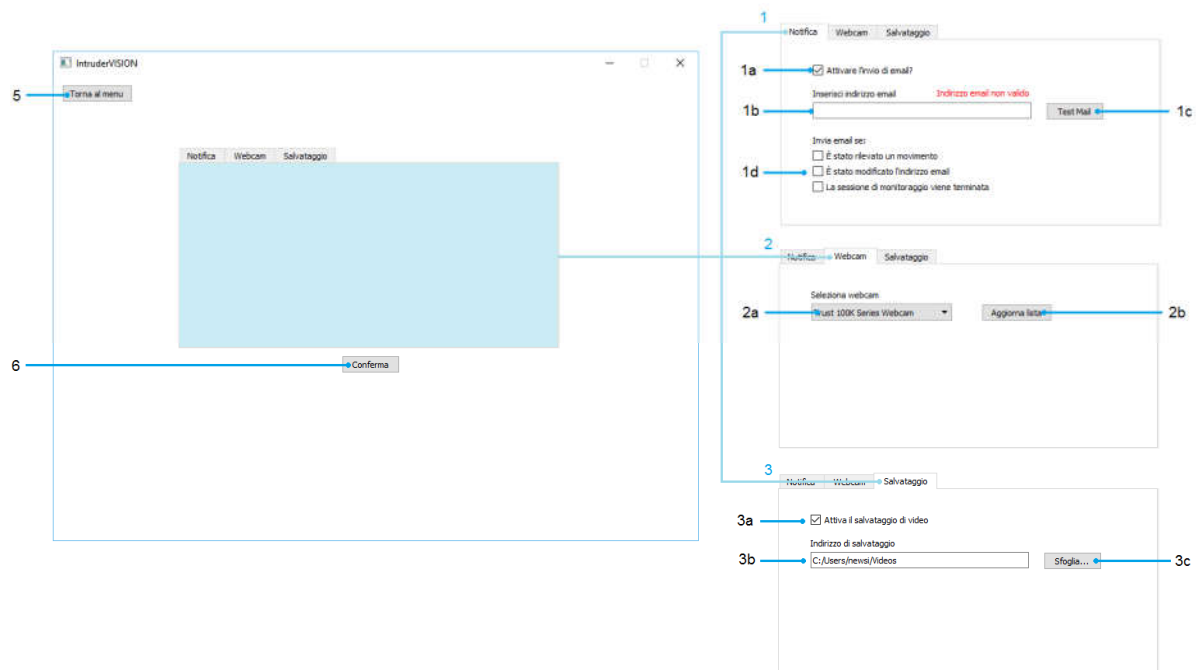 IntruderVISION
5
Torna al menu
Notifica Webcam Salvataggio
6
Conferma
1
Notifica Webcam Salvataggio
1a
Attivare l'invio di email?
Inserisci indirizzo email Indirizzo email non valido
1b
Test Mail
1c
Invia email se:
È stato rilevato un movimento
1d
È stato modificato l'indirizzo email
La sessione di monitoraggio viene terminata
2
Notifica Webcam Salvataggio
Seleziona webcam
2a
Trust 100K Series Webcam
Aggiorna lista
2b
3
Notifica Webcam Salvataggio
3a
Attiva il salvataggio di video
Indirizzo di salvataggio
3b
C:/Users/newsi/Videos
Sfoglia...
3c